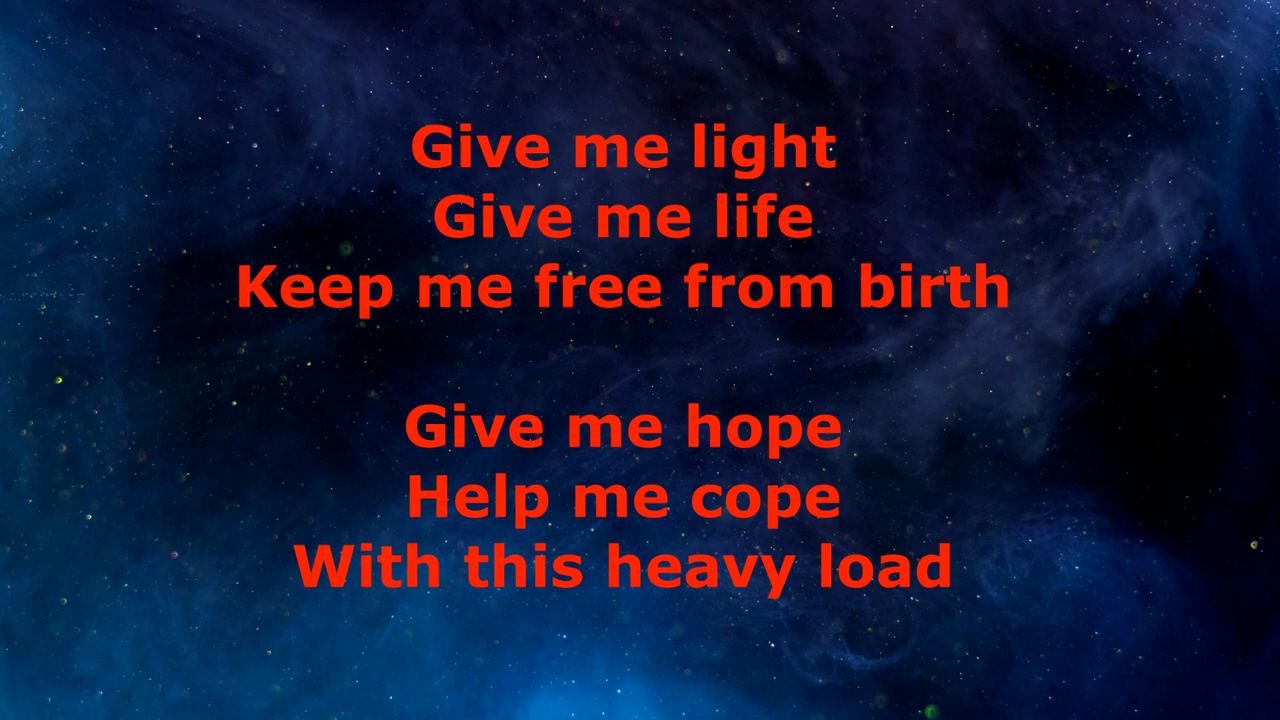 Give me light
Give me life
Keep me free from birth
Give me hope
Help me cope
With this heavy load